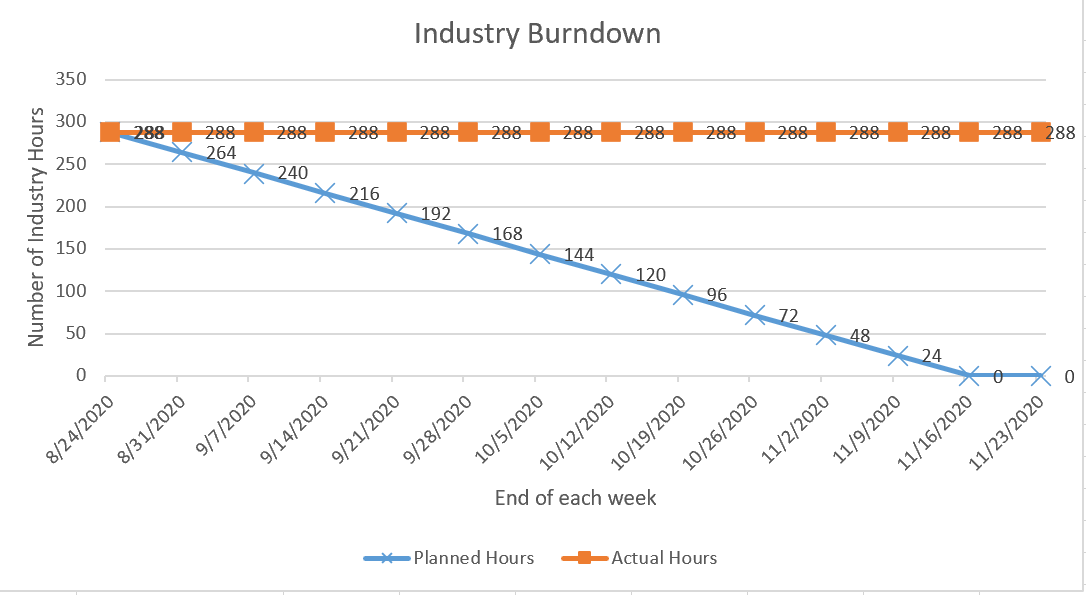 Industry Burndown
350
300
250
200
150
100
50
0
Number of Industry Hours
288 288 288 288 288 288 288 288 288 288 288 288 288 288
288 264 240 216 192 168 144 120 96 72 48 24 0 0
8/24/2020 8/31/2020 9/7/2020 9/14/2020 9/21/2020 9/28/2020 10/5/2020 10/12/2020 10/19/2020 10/26/2020 11/2/2020 11/9/2020 11/16/2020 11/23/2020
End of each week
Planned Hours Actual Hours